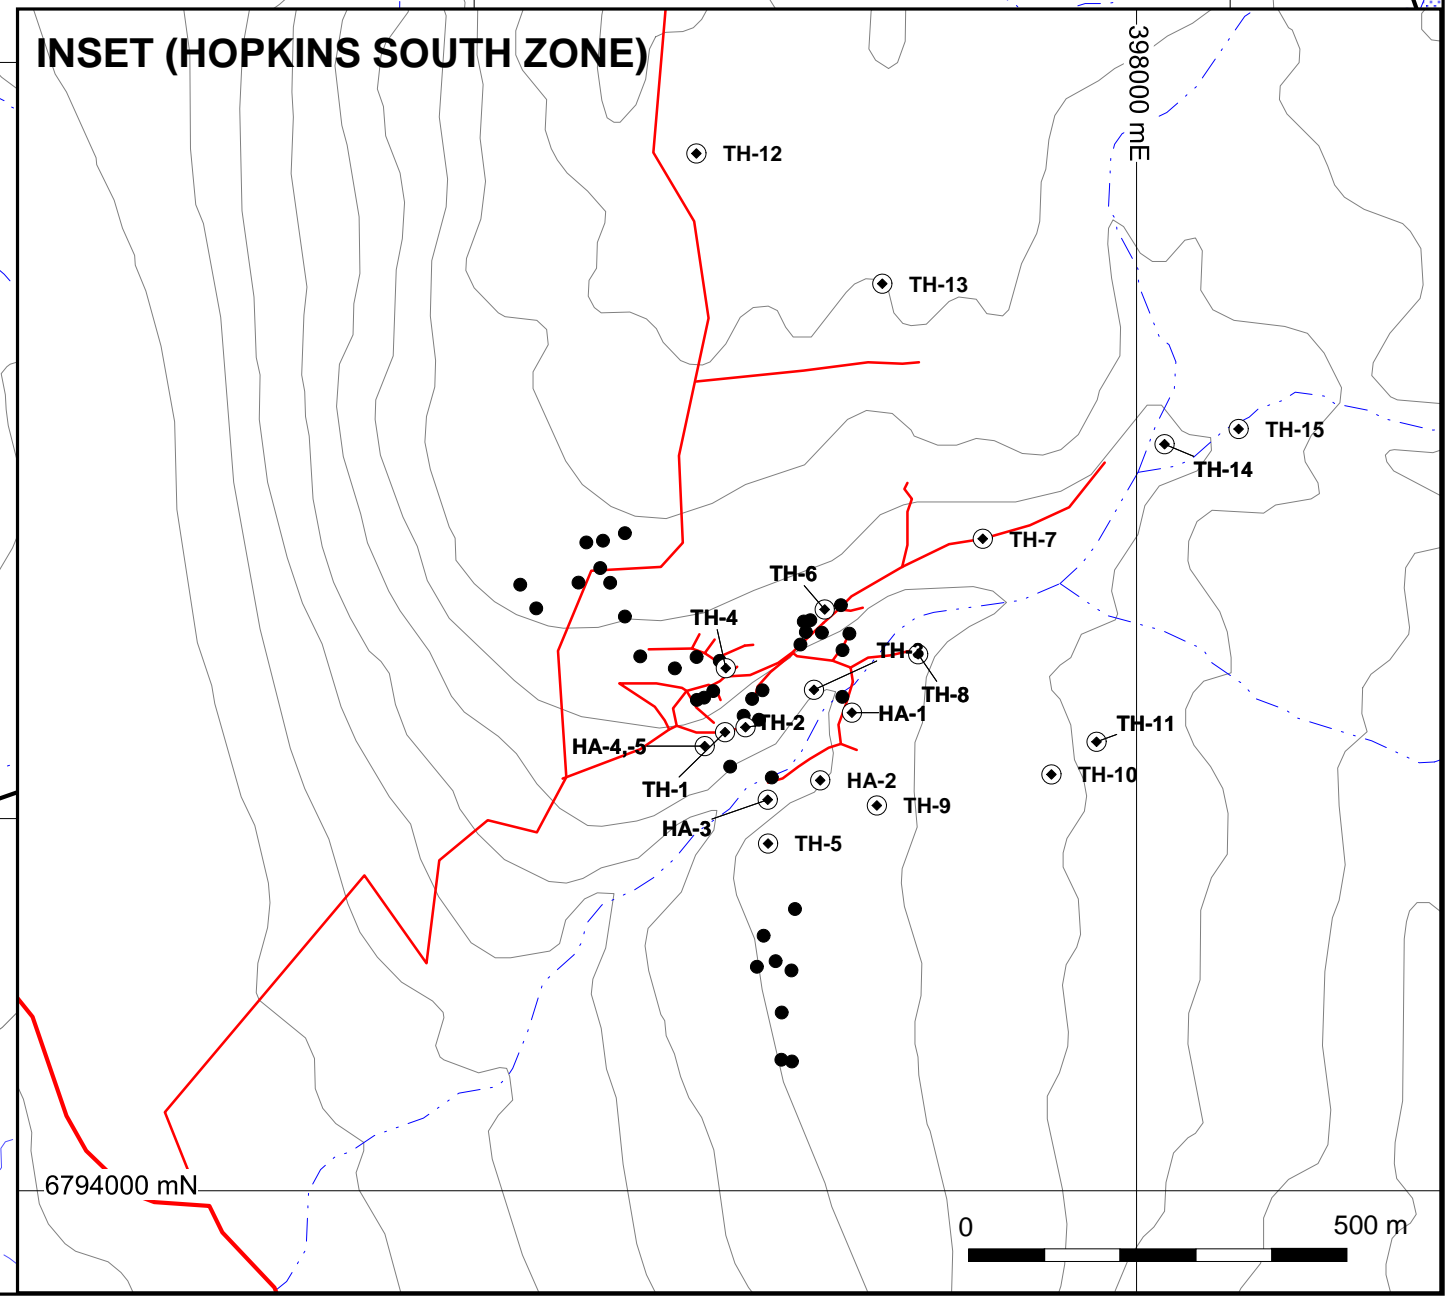 INSET (HOPKINS SOUTH ZONE)
398000 mE
TH-12
TH-13
TH-15
TH-14
TH-7
TH-6
TH-4
TH-3
TH-8
HA-1
TH-2
TH-11
HA-4,-5
TH-10
TH-1
HA-2
TH-9
HA-3
TH-5
6794000 mN
0
500 m